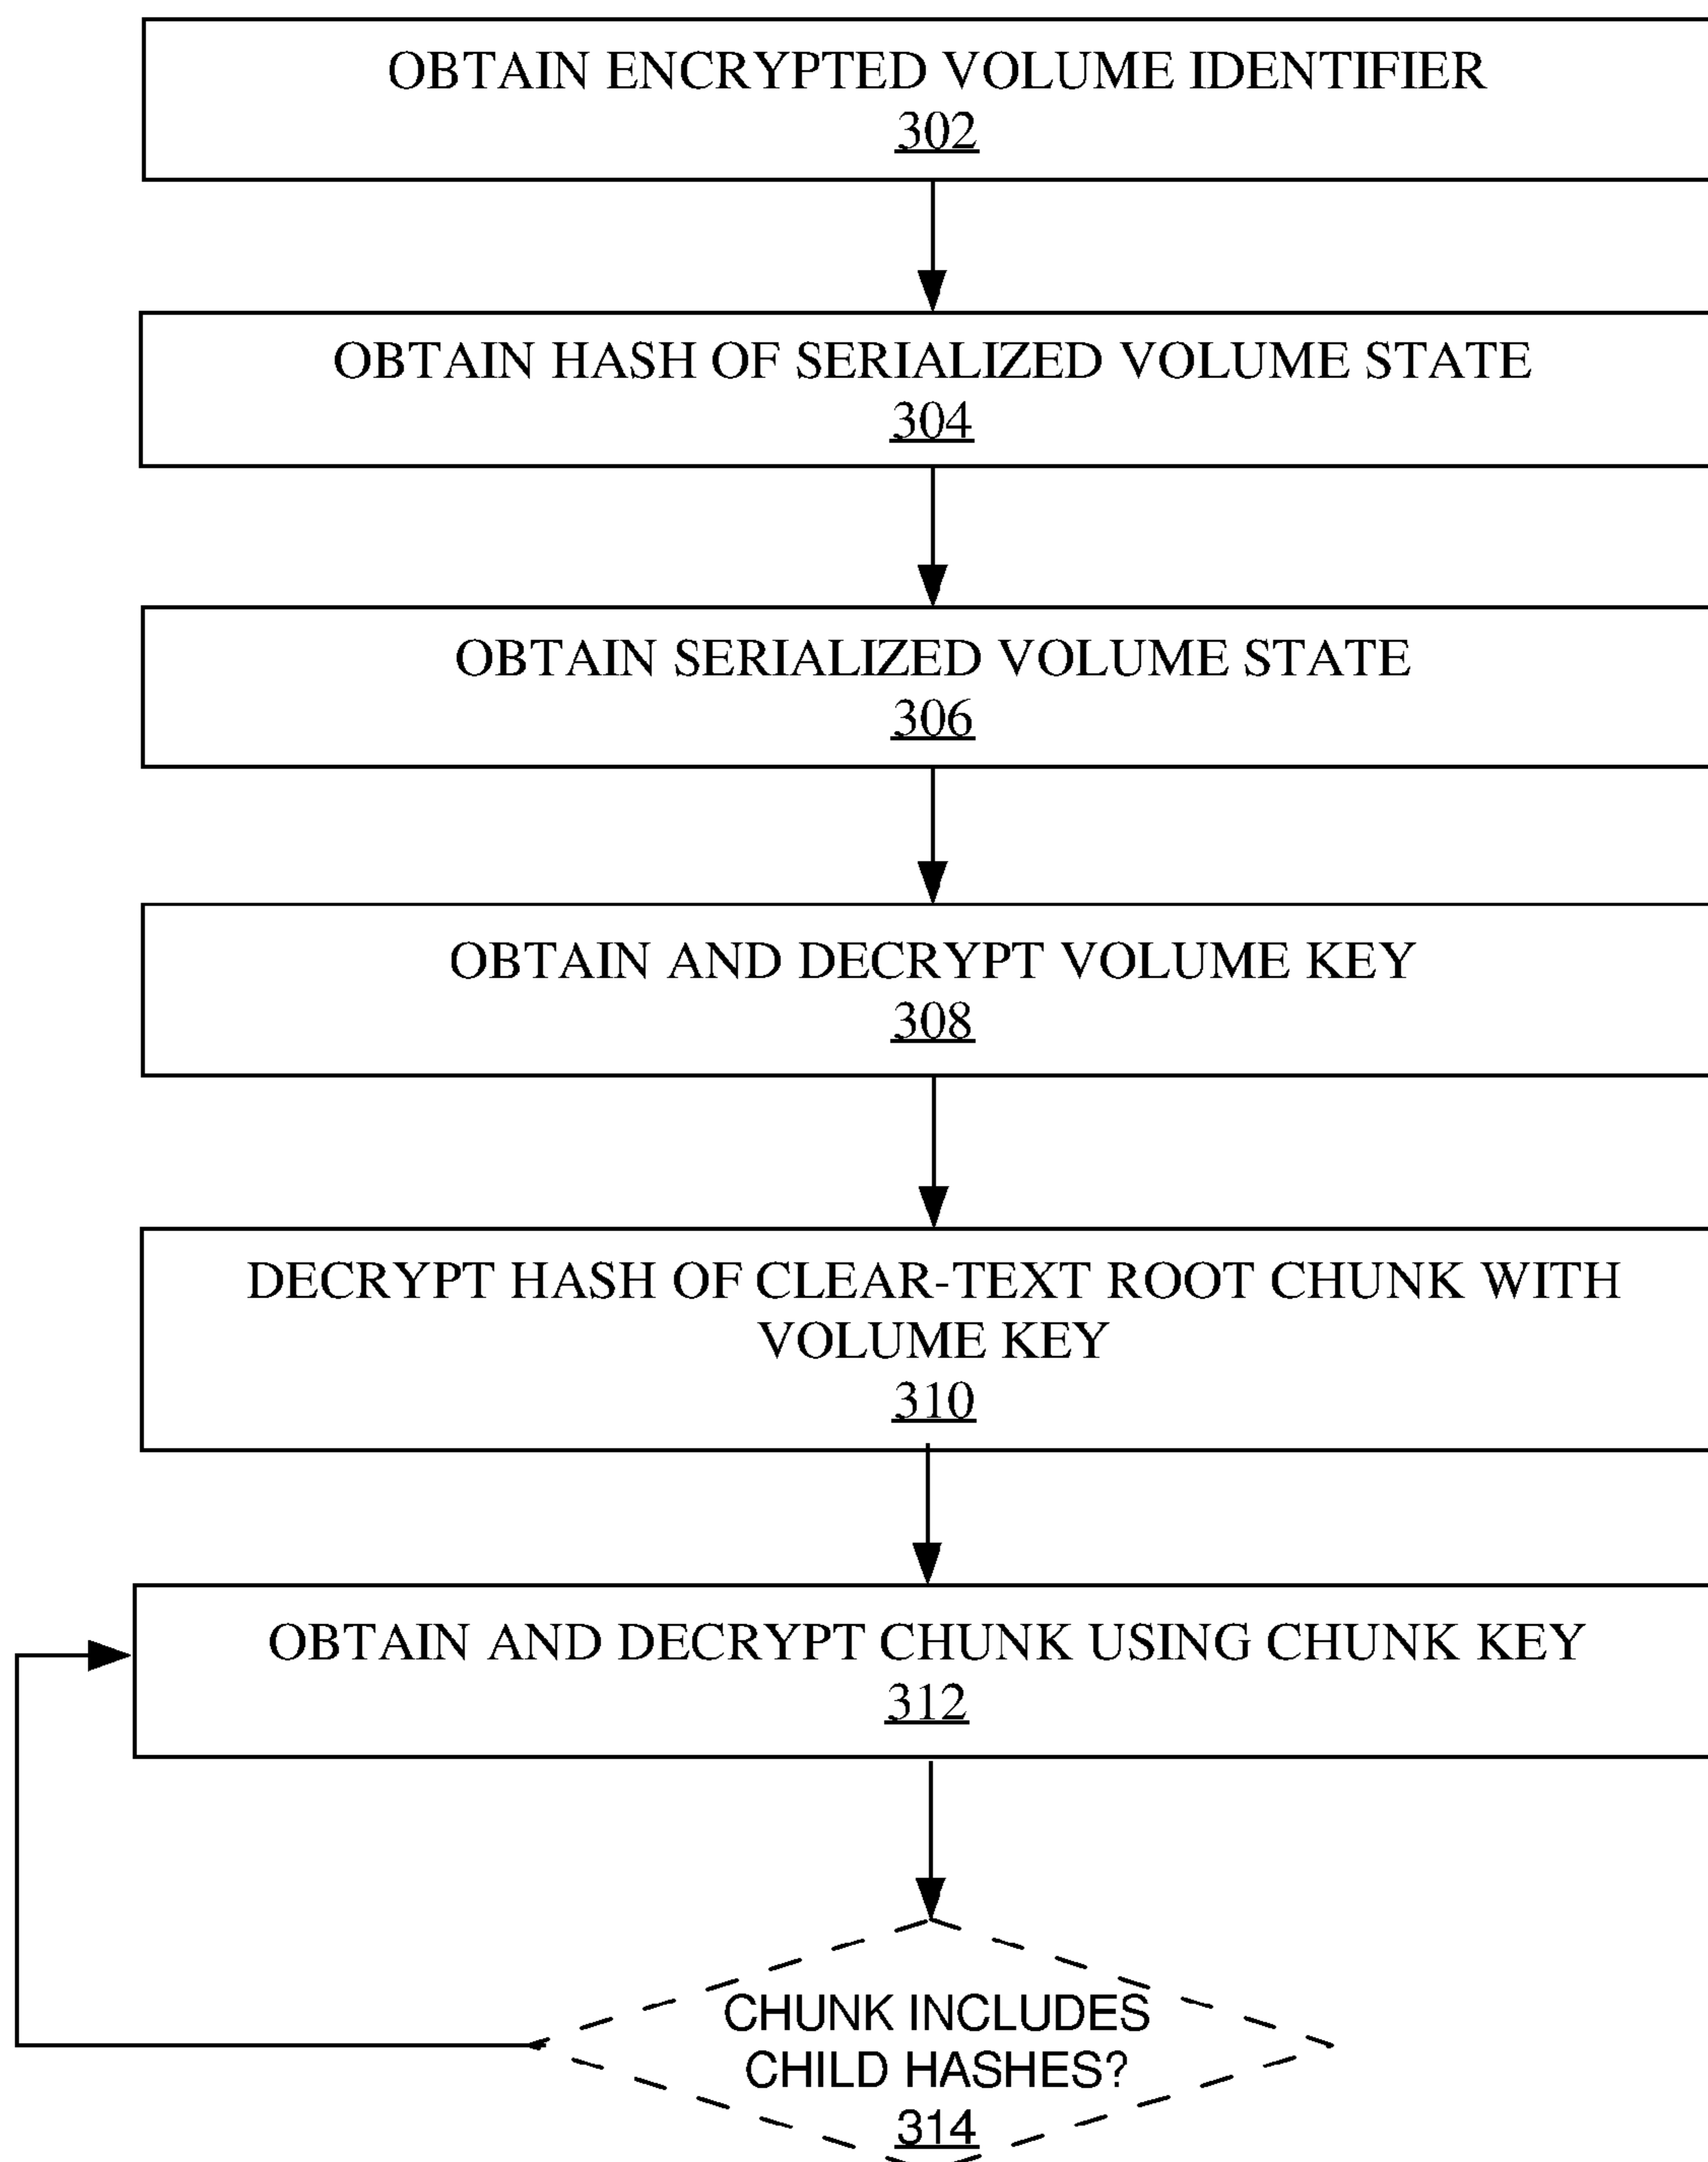 OBTAIN ENCRYPTED VOLUME IDENTIFIER
302
OBTAIN HASH OF SERIALIZED VOLUME STATE
304
OBTAIN SERIALIZED VOLUME STATE
306
OBTAIN AND DECRYPT VOLUME KEY
308
DECRYPT HASH OF CLEAR-TEXT ROOT CHUNK WITH
VOLUME KEY
310
OBTAIN AND DECRYPT CHUNK USING CHUNK KEY
312
CHUNK INCLUDES
CHILD HASHES?
314